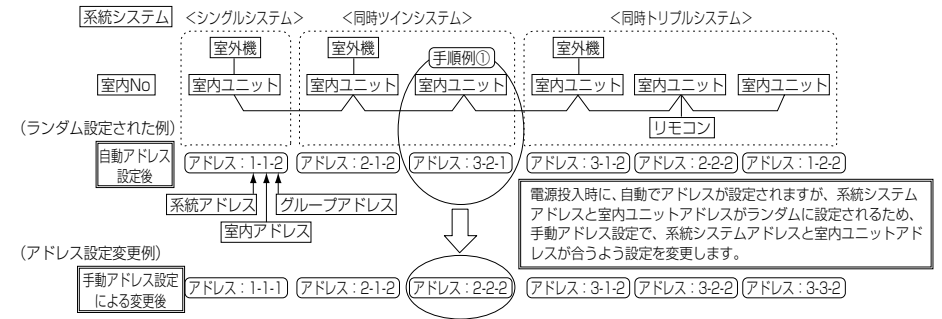 系統システム <シングルシステム> <同時ツインシステム> <同時トリプルシステム>
室外機 室外機 室外機
手順例①
室内No 室内ユニット 室内ユニット 室内ユニット 室内ユニット 室内ユニット 室内ユニット
リモコン
(ランダム設定された例)
自動アドレス
設定後
アドレス:1-1-2 アドレス:2-1-2 アドレス:3-2-1 アドレス:3-1-2 アドレス:2-2-2 アドレス:1-2-2
系統アドレス グループアドレス
室内アドレス
電源投入時に、自動でアドレスが設定されますが、系統システム
アドレスと室内ユニットアドレスがランダムに設定されるため、
手動アドレス設定で、系統システムアドレスと室内ユニットアド
レスが合うよう設定を変更します。
(アドレス設定変更例)
手動アドレス設定
による変更後
アドレス:1-1-1 アドレス:2-1-2 アドレス:2-2-2 アドレス:3-1-2 アドレス:3-2-2 アドレス:3-3-2